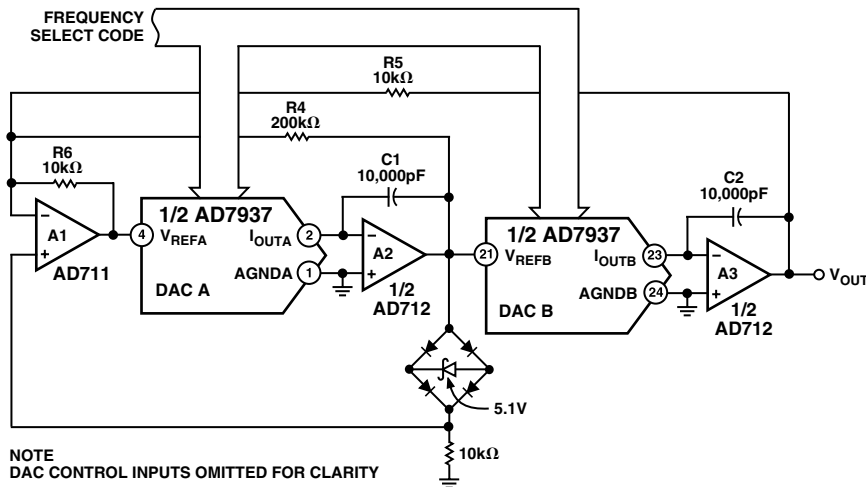 FREQUENCY
SELECT CODE
R5
10kΩ
R4
200kΩ
R6
10kΩ
C1
10,000pF
C2
10,000pF
–
+
A1
AD711
4
1/2 AD7937
VREFA
IOUTA
2
AGNDA
1
DAC A
–
+
A2
1/2
AD712
21
1/2 AD7937
VREFB
IOUTB
23
AGNDB
24
DAC B
–
+
A3
1/2
AD712
VOUT
5.1V
10kΩ
NOTE
DAC CONTROL INPUTS OMITTED FOR CLARITY